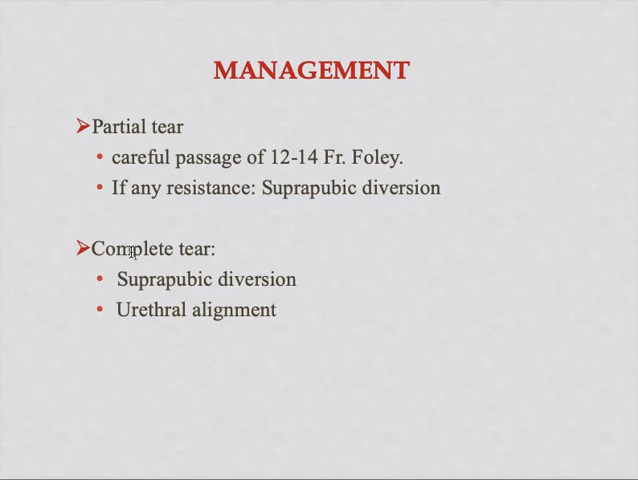 MANAGEMENT
➢Partial tear
• careful passage of 12-14 Fr. Foley.
• If any resistance: Suprapubic diversion
➢Complete tear:
• Suprapubic diversion
• Urethral alignment